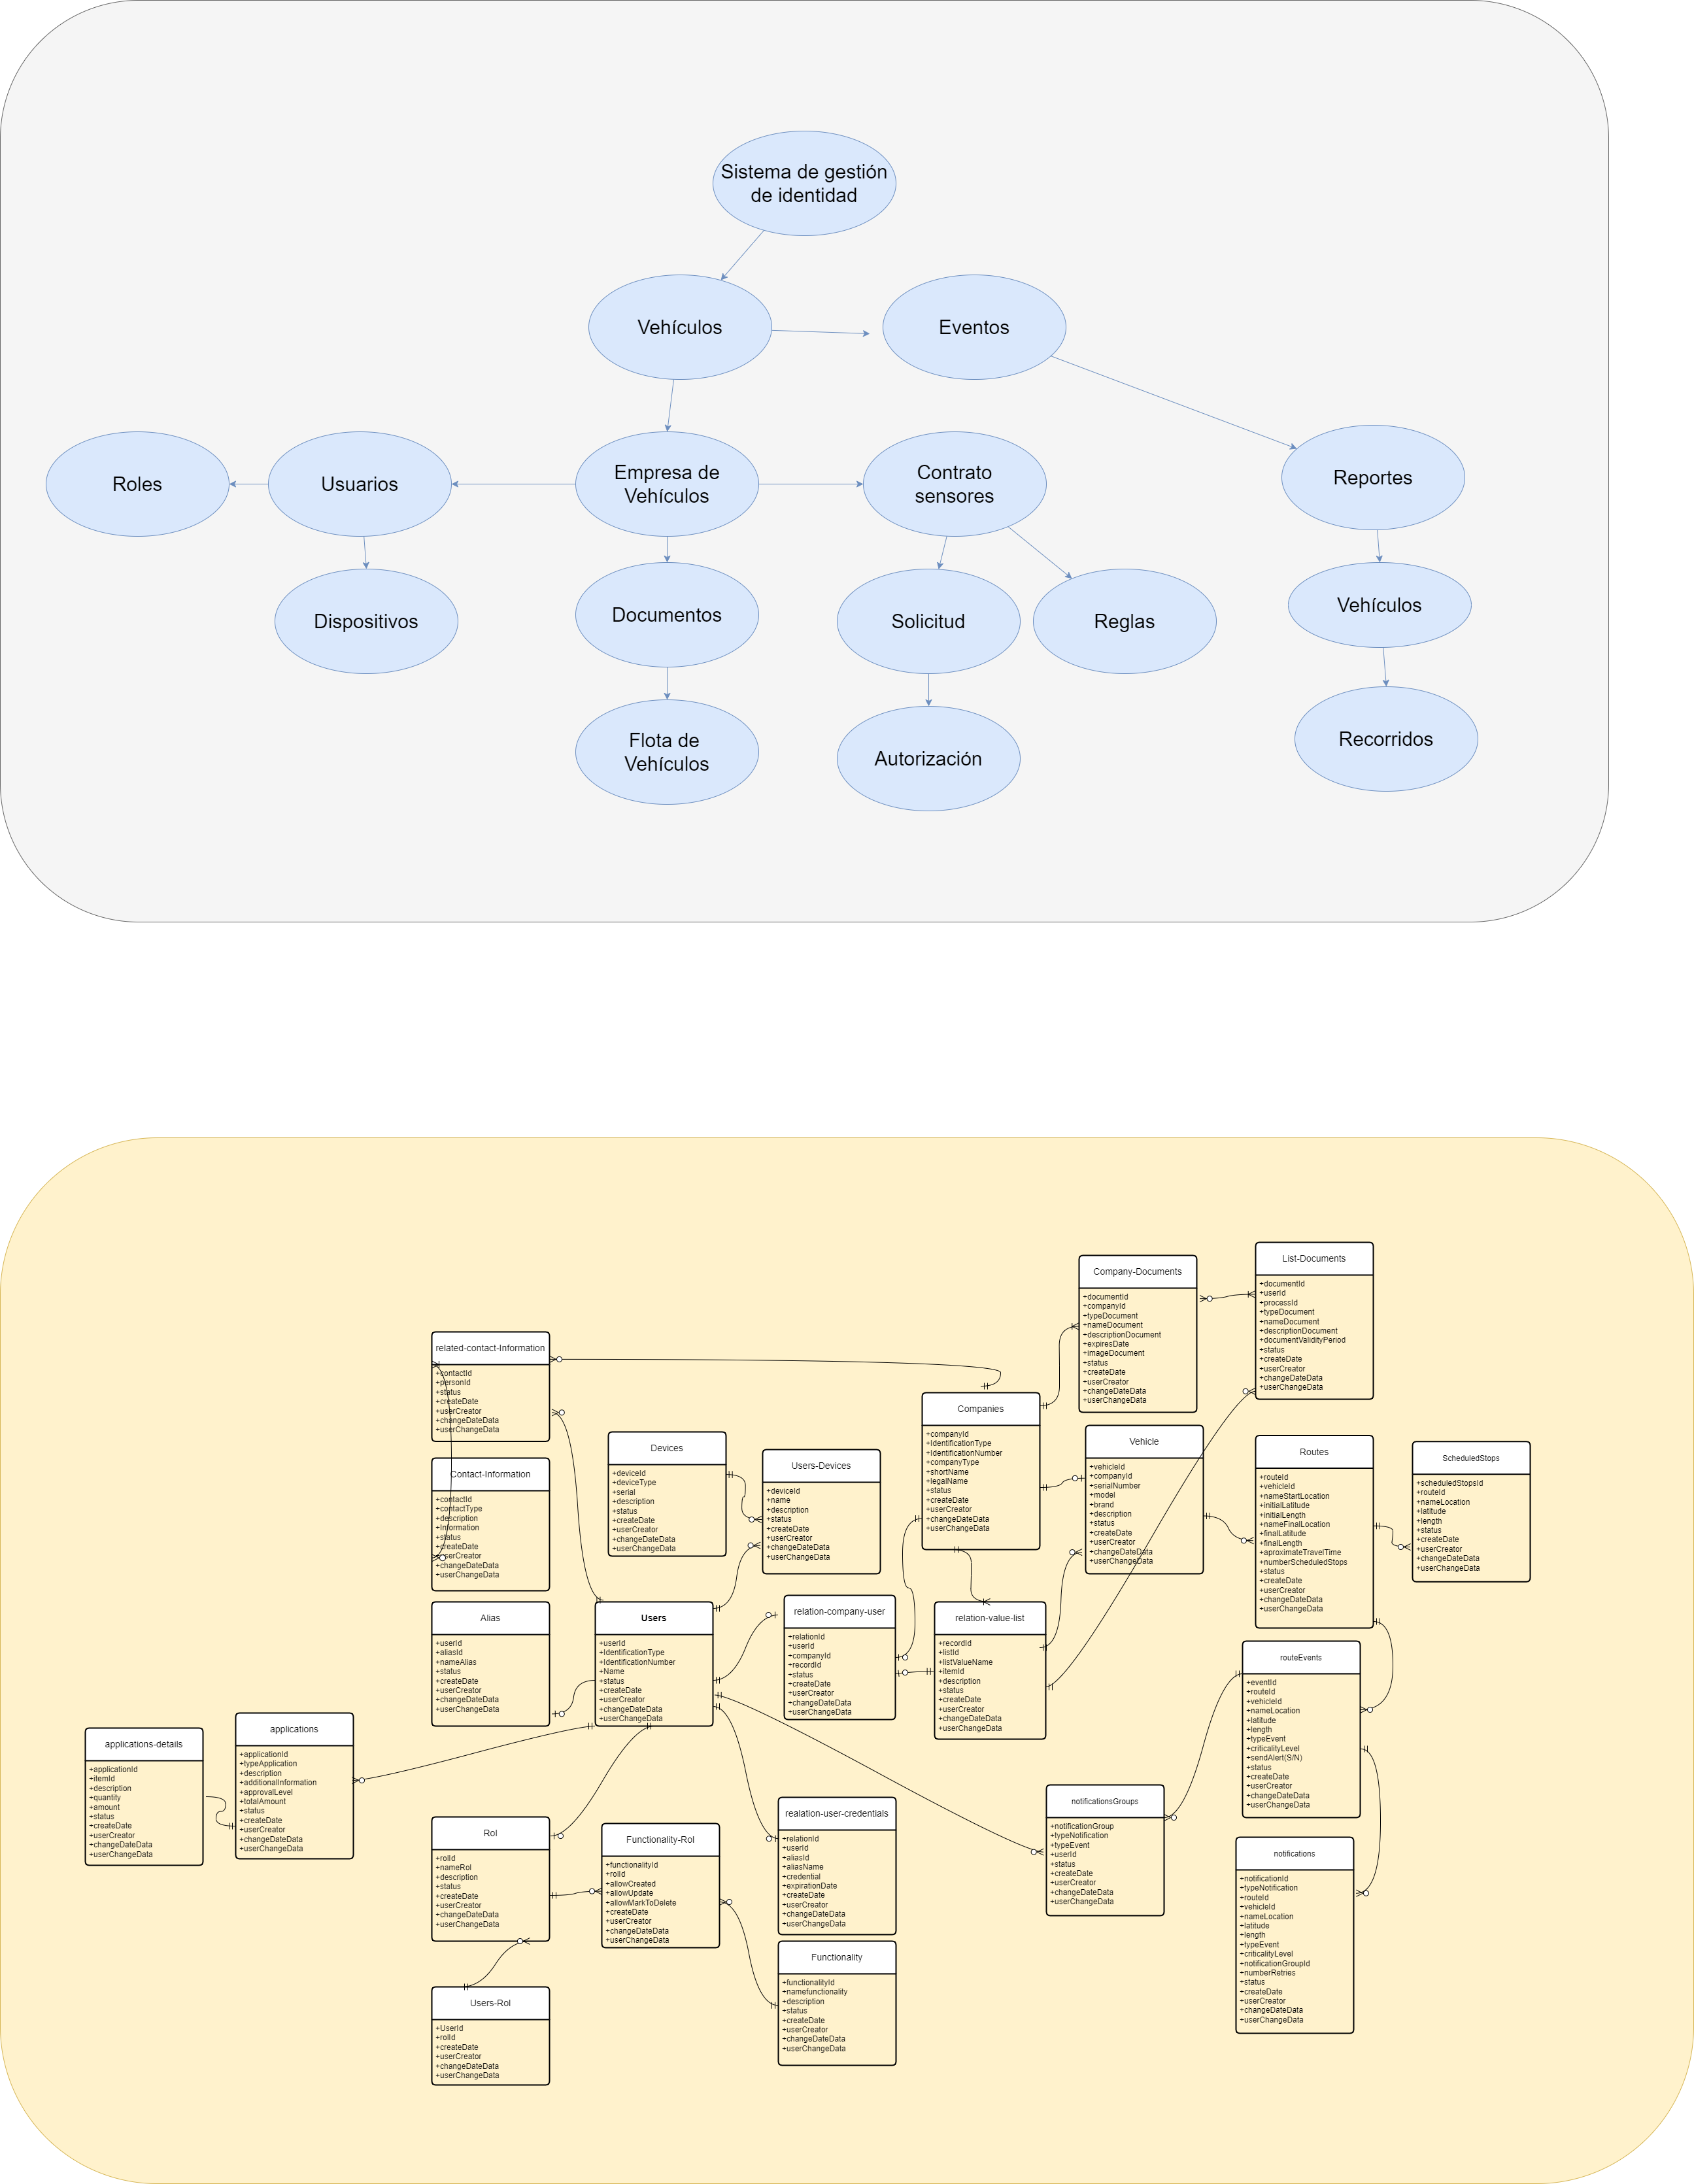 Sistema de gestión
de identidad
Vehículos
Eventos
Roles
Usuarios
Empresa de
Vehículos
Contrato
sensores
Reportes
Dispositivos
Documentos
Solicitud
Reglas
Vehículos
Flota de
Vehículos
Autorización
Recorridos
List-Documents
+documentId
+userId
+processId
+typeDocument
+nameDocument
+descriptionDocument
+documentValidityPeriod
+status
+createDate
+userCreator
+changeDateData
+userChangeData
Company-Documents
+documentId
+companyId
+typeDocument
+nameDocument
+descriptionDocument
+expiresDate
+imageDocument
+status
+createDate
+userCreator
+changeDateData
+userChangeData
related-contact-Information
+contactId
+personId
+status
+createDate
+userCreator
+changeDateData
+userChangeData
Companies
+companyId
+IdentificationType
+IdentificationNumber
+companyType
+shortName
+legalName
+status
+createDate
+userCreator
+changeDateData
+userChangeData
Vehicle
+vehicleId
+companyId
+serialNumber
+model
+brand
+description
+status
+createDate
+userCreator
+changeDateData
+userChangeData
Routes
+routeId
+vehicleId
+nameStartLocation
+initialLatitude
+initialLength
+nameFinalLocation
+finalLatitude
+finalLength
+aproximateTravelTime
+numberScheduledStops
+status
+createDate
+userCreator
+changeDateData
+userChangeData
ScheduledStops
+scheduledStopsId
+routeId
+nameLocation
+latitude
+length
+status
+createDate
+userCreator
+changeDateData
+userChangeData
Devices
+deviceId
+deviceType
+serial
+description
+status
+createDate
+userCreator
+changeDateData
+userChangeData
Users-Devices
+deviceId
+name
+description
+status
+createDate
+userCreator
+changeDateData
+userChangeData
Contact-Information
+contactId
+contactType
+description
+Information
+status
+createDate
+userCreator
+changeDateData
+userChangeData
Alias
+userId
+aliasId
+nameAlias
+status
+createDate
+userCreator
+changeDateData
+userChangeData
Users
+userId
+IdentificationType
+IdentificationNumber
+Name
+status
+createDate
+userCreator
+changeDateData
+userChangeData
relation-company-user
+relationId
+userId
+companyId
+recordId
+status
+createDate
+userCreator
+changeDateData
+userChangeData
relation-value-list
+recordId
+listId
+listValueName
+itemId
+description
+status
+createDate
+userCreator
+changeDateData
+userChangeData
routeEvents
+eventId
+routeId
+vehicleId
+nameLocation
+latitude
+length
+typeEvent
+criticalityLevel
+sendAlert(S/N)
+status
+createDate
+userCreator
+changeDateData
+userChangeData
applications-details
+applicationId
+itemId
+description
+quantity
+amount
+status
+createDate
+userCreator
+changeDateData
+userChangeData
applications
+applicationId
+typeApplication
+description
+additionalInformation
+approvalLevel
+totalAmount
+status
+createDate
+userCreator
+changeDateData
+userChangeData
notificationsGroups
+notificationGroup
+typeNotification
+typeEvent
+userId
+status
+createDate
+userCreator
+changeDateData
+userChangeData
realation-user-credentials
+relationId
+userId
+aliasId
+aliasName
+credential
+expirationDate
+createDate
+userCreator
+changeDateData
+userChangeData
Rol
+rolId
+nameRol
+description
+status
+createDate
+userCreator
+changeDateData
+userChangeData
Functionality-Rol
+functionalityId
+rolId
+allowCreated
+allowUpdate
+allowMarkToDelete
+createDate
+userCreator
+changeDateData
+userChangeData
notifications
+notificationId
+typeNotification
+routeId
+vehicleId
+nameLocation
+latitude
+length
+typeEvent
+criticalityLevel
+notificationGroupId
+numberRetries
+status
+createDate
+userCreator
+changeDateData
+userChangeData
Functionality
+functionalityId
+namefunctionality
+description
+status
+createDate
+userCreator
+changeDateData
+userChangeData
Users-Rol
+UserId
+rolId
+createDate
+userCreator
+changeDateData
+userChangeData